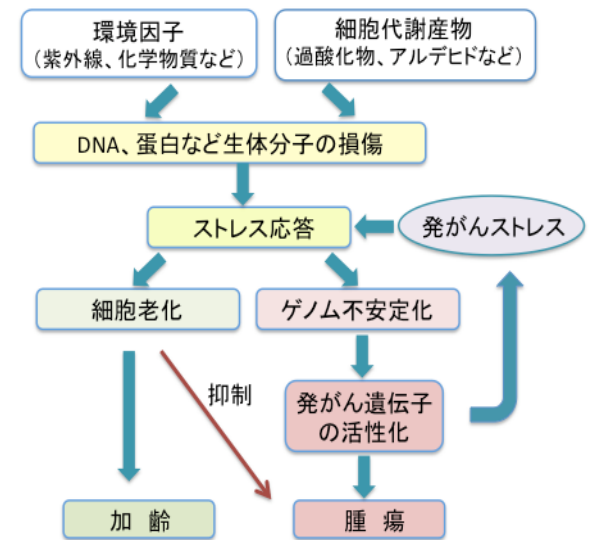 環境因子
（紫外線、化学物質など）
細胞代謝産物
（過酸化物、アルデヒドなど）
DNA、蛋白など生体分子の損傷
ストレス応答
発がんストレス
細胞老化
ゲノム不安定化
抑制
発がん遺伝子
の活性化
加　齢
腫　瘍